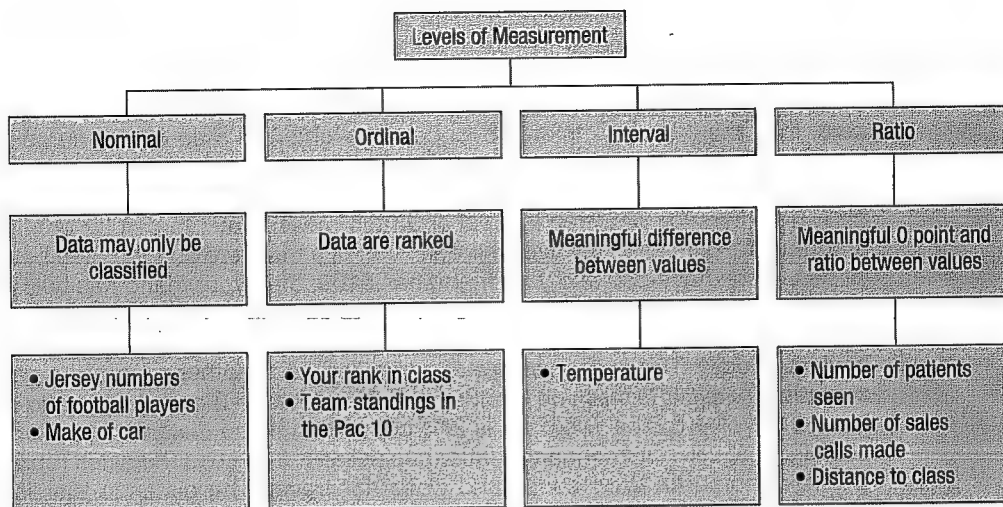 Levels of Measurement
Nominal
Ordinal
Interval
Ratio
Data may only be
classified
Data are ranked
Meaningful difference
between values
Meaningful 0 point and
ratio between values
• Jersey numbers
of football players
• Make of car
• Your rank in class
• Team standings in
the Pac 10
• Temperature
• Number of patients
seen
• Number of sales
calls made
• Distance to class